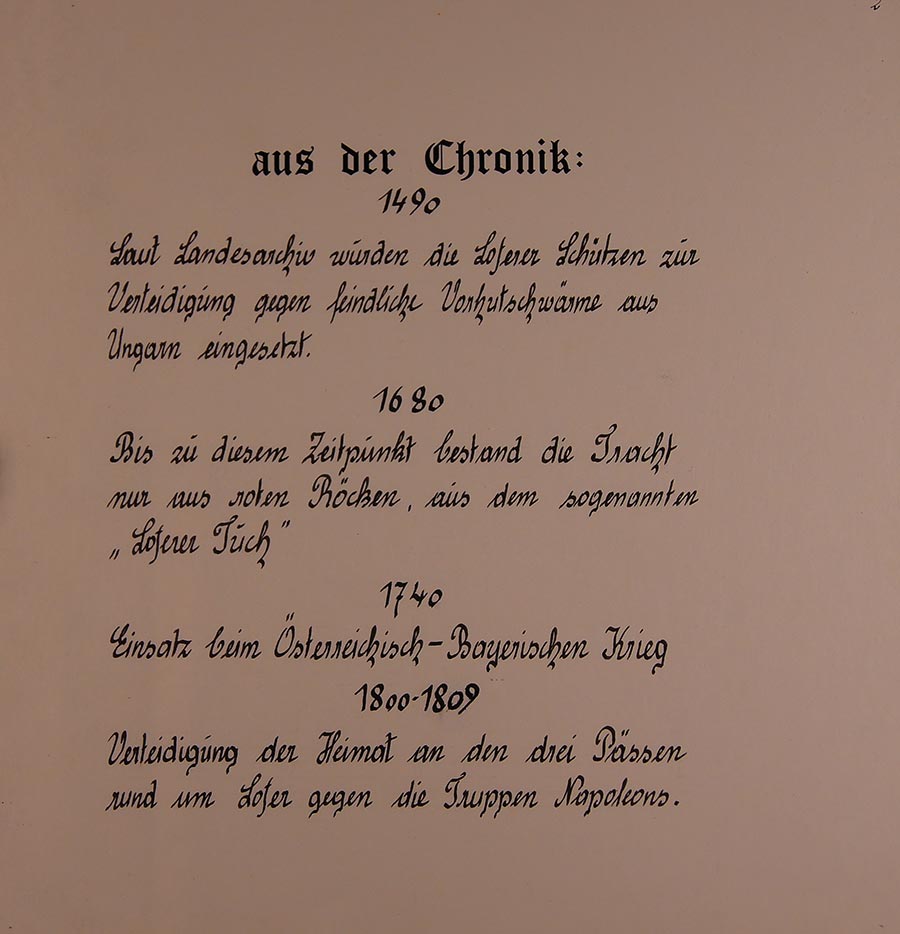 2
aus der Chronik:
1490
Laut Landesarchiv wurden die Loferer Schützen zur
Verteidigung gegen feindliche Vorhutschwärme aus
Ungarn eingesetzt.
1680
Bis zu diesem Zeitpunkt bestand die Tracht
nur aus roten Röcken, aus dem sogenannten
„Loferer Tuch"
1740
Einsatz beim Österreichisch-Bayerischen Krieg
1800-1809
Verteidigung der Heimat an den drei Pässen
rund um Lofer gegen die Truppen Napoleons.